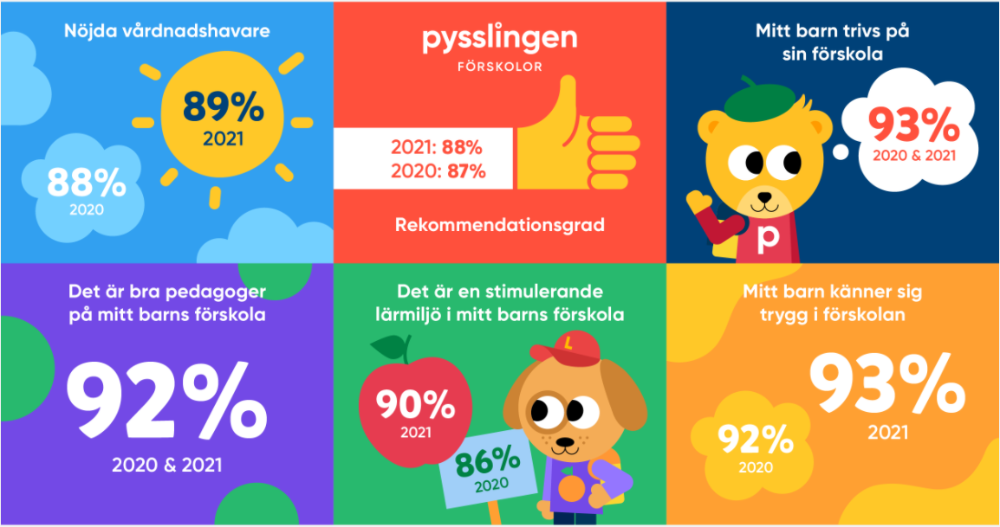 Nöjda vårdnadshavare
89%
2021
88%
2020
pysslingen
FÖRSKOLOR
2021: 88%
2020: 87%
Rekommendationsgrad
Mitt barn trivs på
sin förskola
93%
2020 & 2021
p
Det är bra pedagoger
på mitt barns förskola
92%
2020 & 2021
Det är en stimulerande
lärmiljö i mitt barns förskola
L
90%
2021
86%
2020
Mitt barn känner sig
trygg i förskolan
93%
2021
92%
2020